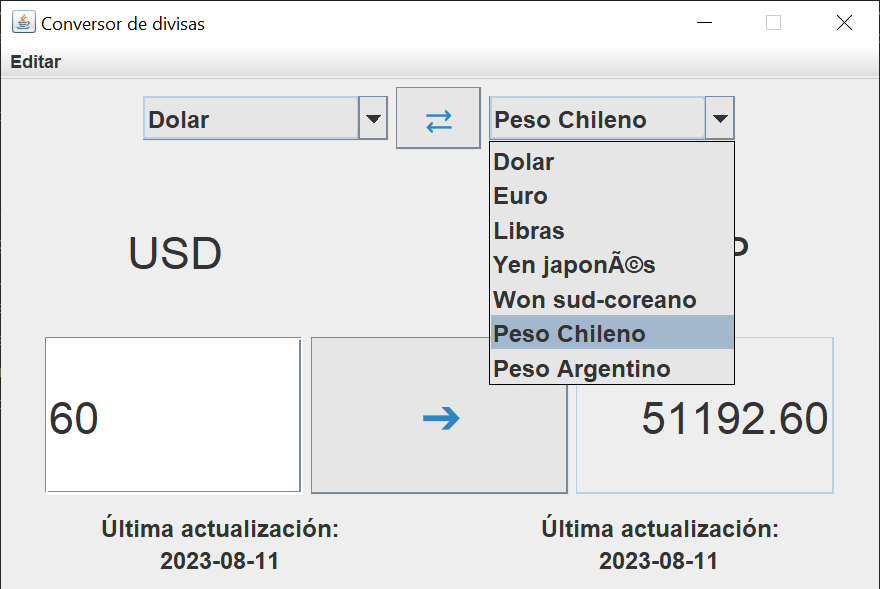 Conversor de divisas
Editar
Dolar
Peso Chileno
Dolar
Euro
Libras
Yen japonÃ©s
Won sud-coreano
Peso Chileno
Peso Argentino
USD
P
60
51192.60
Última actualización:
2023-08-11
Última actualización:
2023-08-11